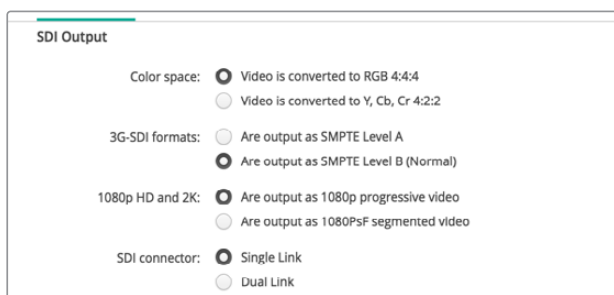 SDI Output
Color space: Video is converted to RGB 4:4:4
Video is converted to Y, Cb, Cr 4:2:2
3G-SDI formats: Are output as SMPTE Level A
Are output as SMPTE Level B (Normal)
1080p HD and 2K: Are output as 1080p progressive video
Are output as 1080PsF segmented video
SDI connector: Single Link
Dual Link